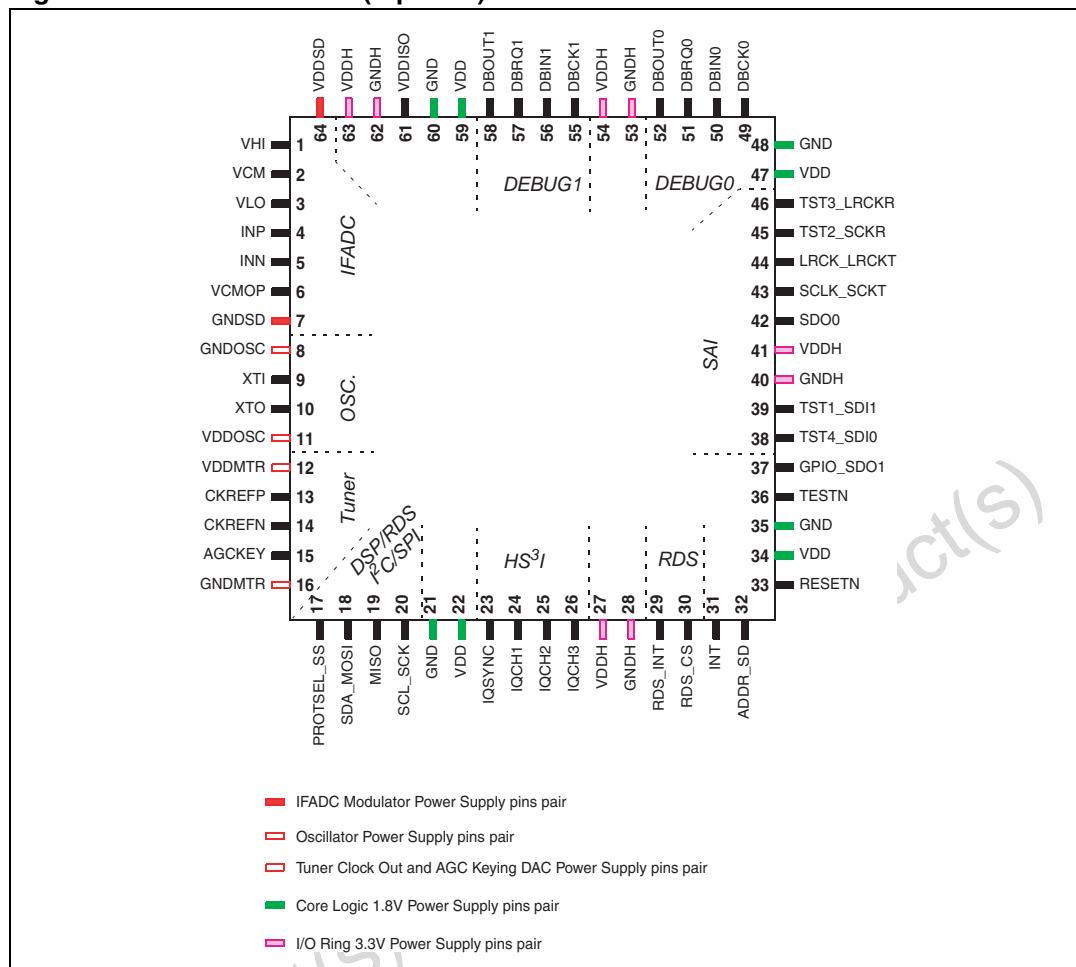 VDDSD
VDDH
GNDH
VDDISO
GND
VDD
DBOUT1
DBRQ1
DBIN1
DBCK1
VDDH
GNDH
DBOUT0
DBRQ0
DBIN0
DBCK0
64 63 62 61 60 59 58 57 56 55 54 53 52 51 50 49
VHI 1
VCM 2
VLO 3
INP 4
INN 5
VCMOP 6
GNDSD 7
GNDOSC 8
XTI 9
XTO 10
VDDOSC 11
VDDMTR 12
CKREFP 13
CKREFN 14
AGCKEY 15
GNDMTR 16
IFADC
OSC.
Tuner
DSP/RDS
I²C/SPI
DEBUG1
DEBUG0
SAI
HS³I
RDS
48 GND
47 VDD
46 TST3_LRCKR
45 TST2_SCKR
44 LRCK_LRCKT
43 SCLK_SCKT
42 SDO0
41 VDDH
40 GNDH
39 TST1_SDI1
38 TST4_SDI0
37 GPIO_SDO1
36 TESTN
35 GND
34 VDD
33 RESETN
17 18 19 20 21 22 23 24 25 26 27 28 29 30 31 32
PROTSEL_SS
SDA_MOSI
MISO
SCL_SCK
GND
VDD
IQSYNC
IQCH1
IQCH2
IQCH3
VDDH
GNDH
RDS_INT
RDS_CS
INT
ADDR_SD
uct(s)
IFADC Modulator Power Supply pins pair
Oscillator Power Supply pins pair
Tuner Clock Out and AGC Keying DAC Power Supply pins pair
Core Logic 1.8V Power Supply pins pair
I/O Ring 3.3V Power Supply pins pair